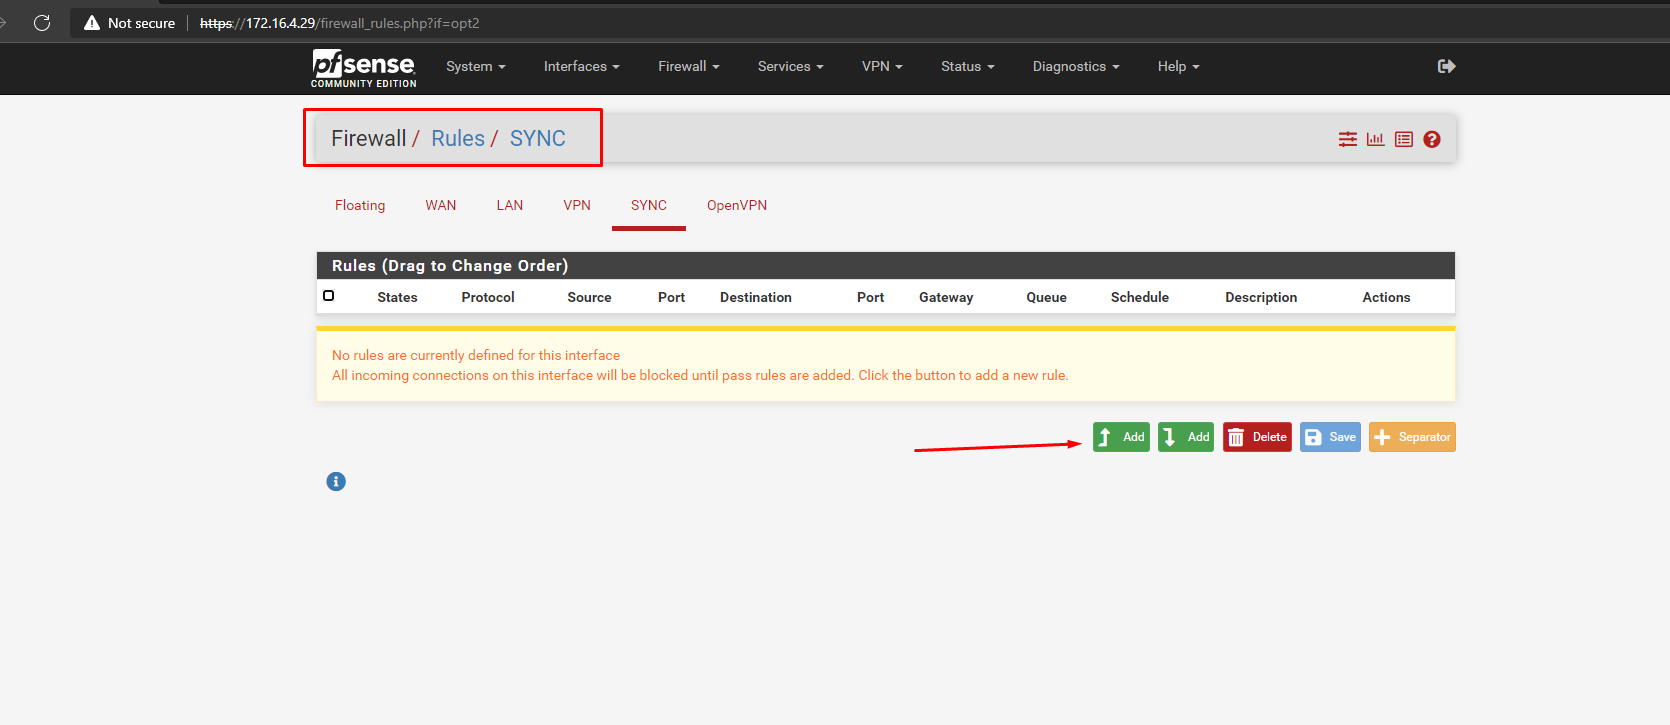 Not secure https://172.16.4.29/firewall_rules.php?if=opt2
pfsense
COMMUNITY EDITION
System Interfaces Firewall Services VPN Status Diagnostics Help
Firewall / Rules / SYNC
Floating WAN LAN VPN SYNC OpenVPN
Rules (Drag to Change Order)
States Protocol Source Port Destination Port Gateway Queue Schedule Description Actions
No rules are currently defined for this interface
All incoming connections on this interface will be blocked until pass rules are added. Click the button to add a new rule.
Add Add Delete Save Separator